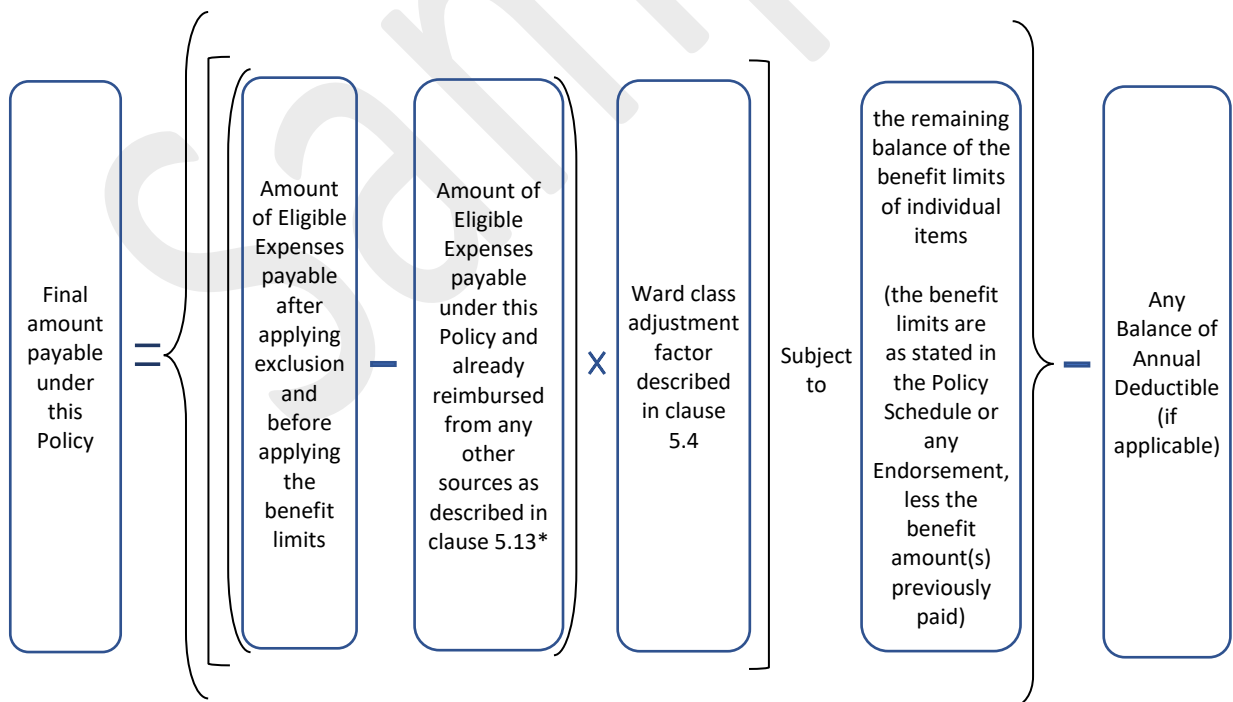 Final
amount
payable
under
this
Policy
=
Amount
of Eligible
Expenses
payable
after
applying
exclusion
and
before
applying
the
benefit
limits
−
Amount of
Eligible
Expenses
payable
under this
Policy and
already
reimbursed
from any
other
sources as
described in
clause 5.13*
×
Ward class
adjustment
factor
described
in clause
5.4
Subject
to
the remaining
balance of the
benefit limits
of individual
items
(the benefit
limits are
as stated in
the Policy
Schedule or
any
Endorsement,
less the
benefit
amount(s)
previously
paid)
−
Any
Balance of
Annual
Deductible
(if
applicable)